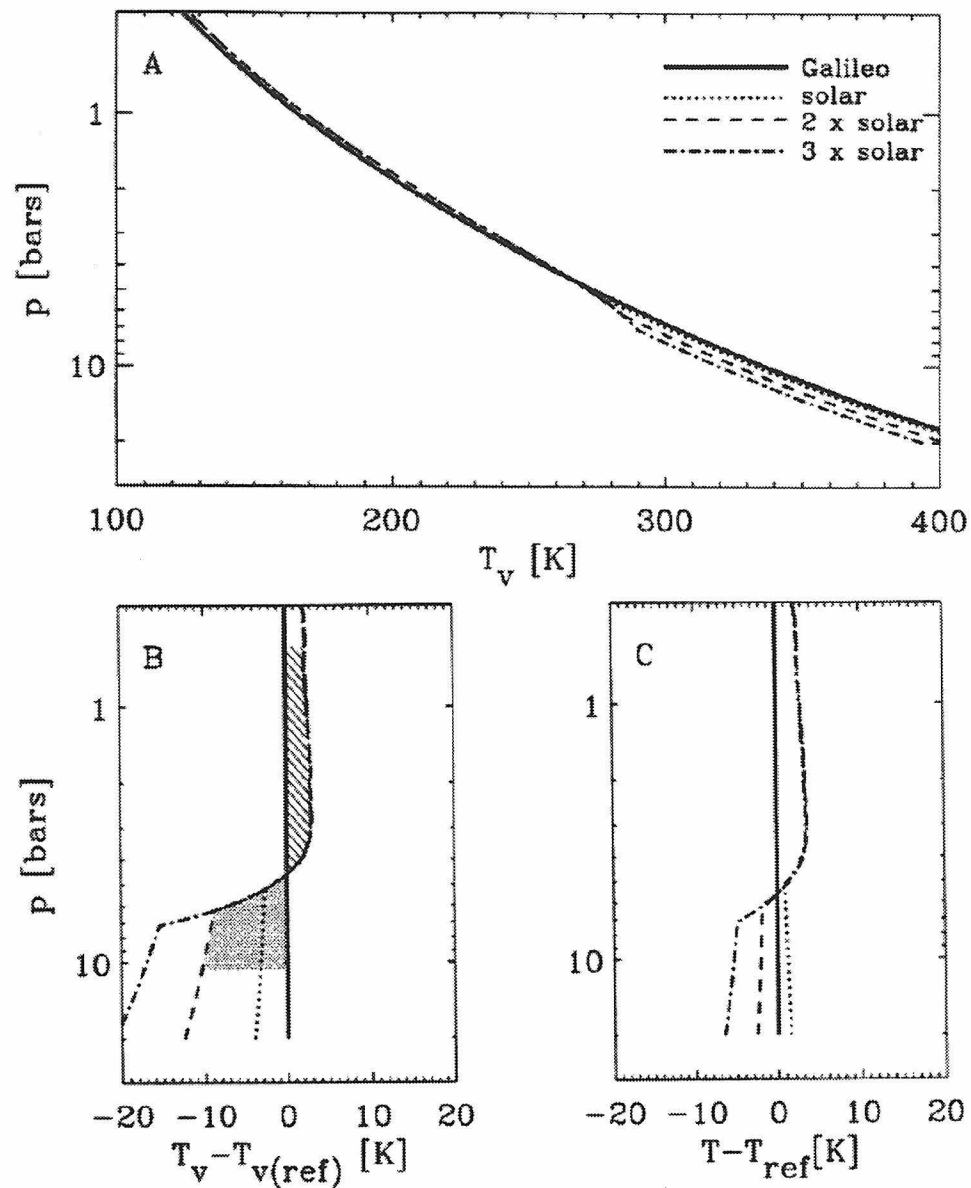 A
Galileo
solar
2 x solar
3 x solar
1
10
p [bars]
100
200
300
400
T_v [K]
B
1
10
p [bars]
-20
-10
0
10
20
T_v-T_v(ref) [K]
C
1
10
-20
-10
0
10
20
T-T_ref[K]